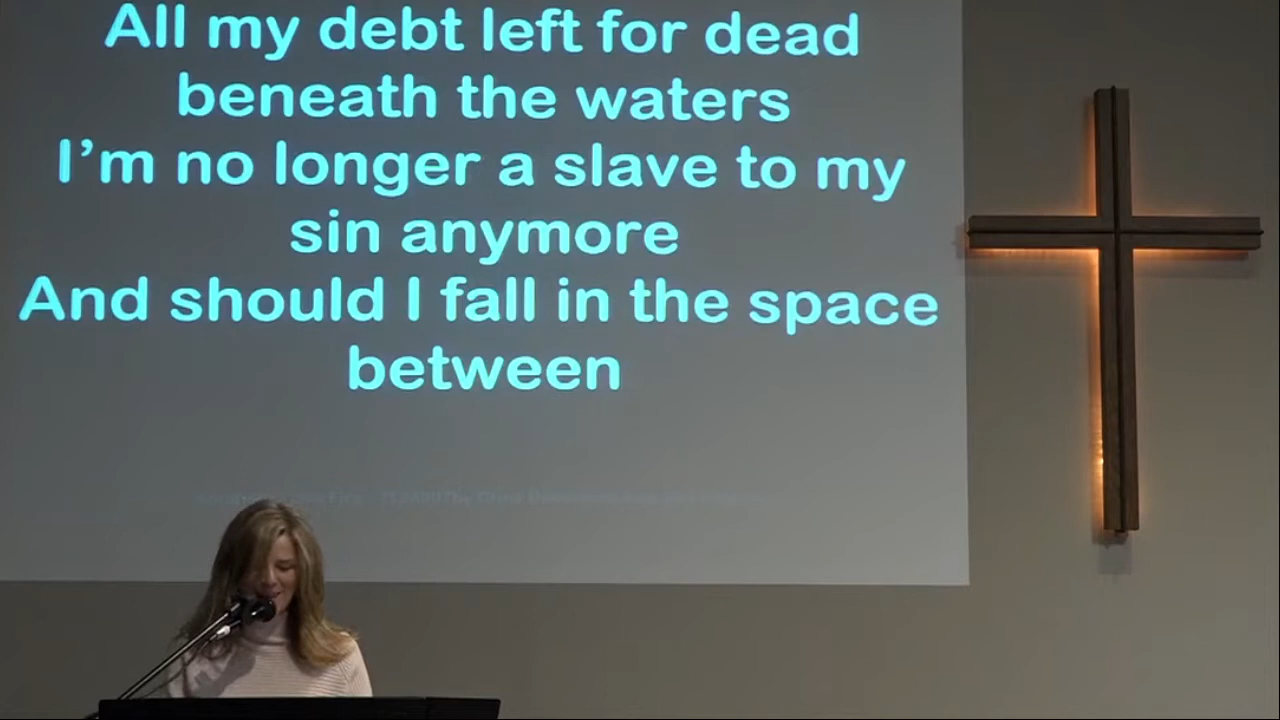 All my debt left for dead
beneath the waters
I'm no longer a slave to my
sin anymore
And should I fall in the space
between